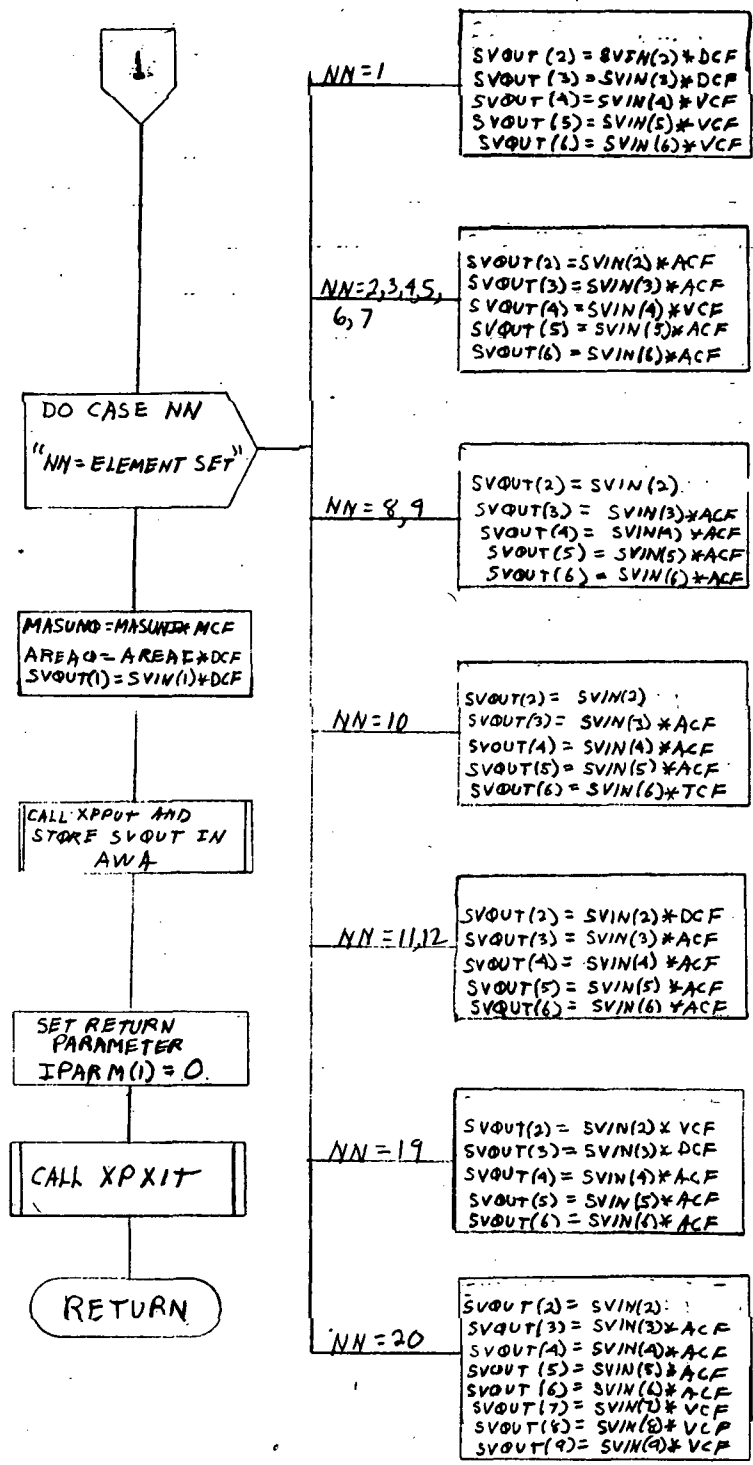 1
NN=1
SVOUT (2) = SVIN(2)*DCF
SVOUT (3) = SVIN(3)*DCF
SVOUT (4) = SVIN(4)*VCF
SVOUT (5) = SVIN(5)*VCF
SVOUT (6) = SVIN(6)*VCF
NN=2,3,4,5,
6,7
SVOUT(2) = SVIN(2)*ACF
SVOUT(3) = SVIN(3)*ACF
SVOUT(4) = SVIN(4)*VCF
SVOUT(5) = SVIN(5)*ACF
SVOUT(6) = SVIN(6)*ACF
DO CASE NN
"NN=ELEMENT SET"
NN=8,9
SVOUT(2) = SVIN(2)
SVOUT(3) = SVIN(3)*ACF
SVOUT(4) = SVIN(4)*ACF
SVOUT(5) = SVIN(5)*ACF
SVOUT(6) = SVIN(6)*ACF
MASUNO=MASUNI*MCF
AREAO=AREAI*DCF
SVOUT(1)=SVIN(1)*DCF
NN=10
SVOUT(2) = SVIN(2)
SVOUT(3) = SVIN(3)*ACF
SVOUT(4) = SVIN(4)*ACF
SVOUT(5) = SVIN(5)*ACF
SVOUT(6) = SVIN(6)*TCF
CALL XPPUT AND
STORE SVOUT IN
AWA
NN=11,12
SVOUT(2) = SVIN(2)*DCF
SVOUT(3) = SVIN(3)*ACF
SVOUT(4) = SVIN(4)*ACF
SVOUT(5) = SVIN(5)*ACF
SVOUT(6) = SVIN(6)*ACF
SET RETURN
PARAMETER
IPARM(1) = 0.
NN=19
SVOUT(2) = SVIN(2)*VCF
SVOUT(3) = SVIN(3)*DCF
SVOUT(4) = SVIN(4)*ACF
SVOUT(5) = SVIN(5)*ACF
SVOUT(6) = SVIN(6)*ACF
CALL XPXIT
RETURN
NN=20
SVOUT(2) = SVIN(2)
SVOUT(3) = SVIN(3)*ACF
SVOUT(4) = SVIN(4)*ACF
SVOUT (5) = SVIN(5)*ACF
SVOUT (6) = SVIN(6)*ACF
SVOUT(7) = SVIN(7)*VCF
SVOUT(8) = SVIN(8)*VCF
SVOUT(9) = SVIN(9)*VCF